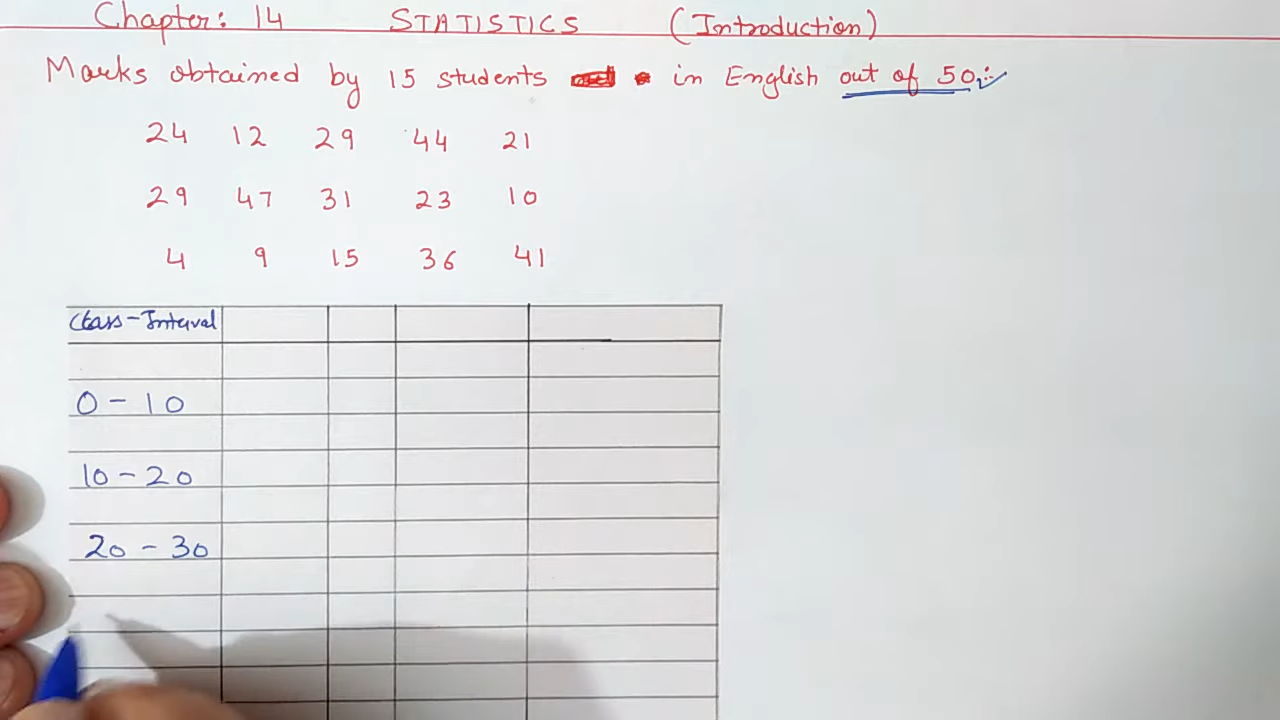 Chapter: 14 STATISTICS (Introduction)
Marks obtained by 15 students in English out of 50:-
24 12 29 44 21
29 47 31 23 10
4 9 15 36 41
Class-Interval
0 - 10
10 - 20
20 - 30